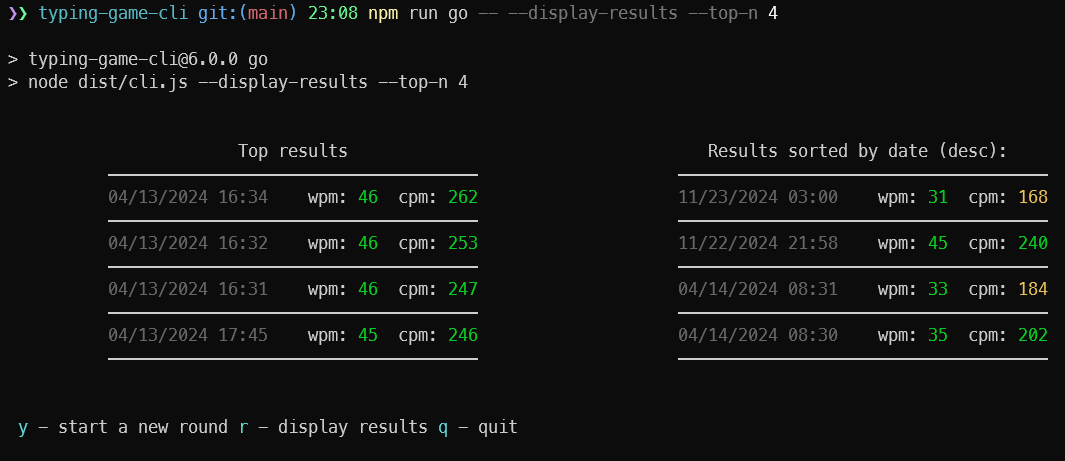 ❯❯ typing-game-cli git:(main) 23:08 npm run go -- --display-results --top-n 4
> typing-game-cli@6.0.0 go
> node dist/cli.js --display-results --top-n 4
Top results Results sorted by date (desc):
04/13/2024 16:34 wpm: 46 cpm: 262 11/23/2024 03:00 wpm: 31 cpm: 168
04/13/2024 16:32 wpm: 46 cpm: 253 11/22/2024 21:58 wpm: 45 cpm: 240
04/13/2024 16:31 wpm: 46 cpm: 247 04/14/2024 08:31 wpm: 33 cpm: 184
04/13/2024 17:45 wpm: 45 cpm: 246 04/14/2024 08:30 wpm: 35 cpm: 202
y - start a new round r - display results q - quit